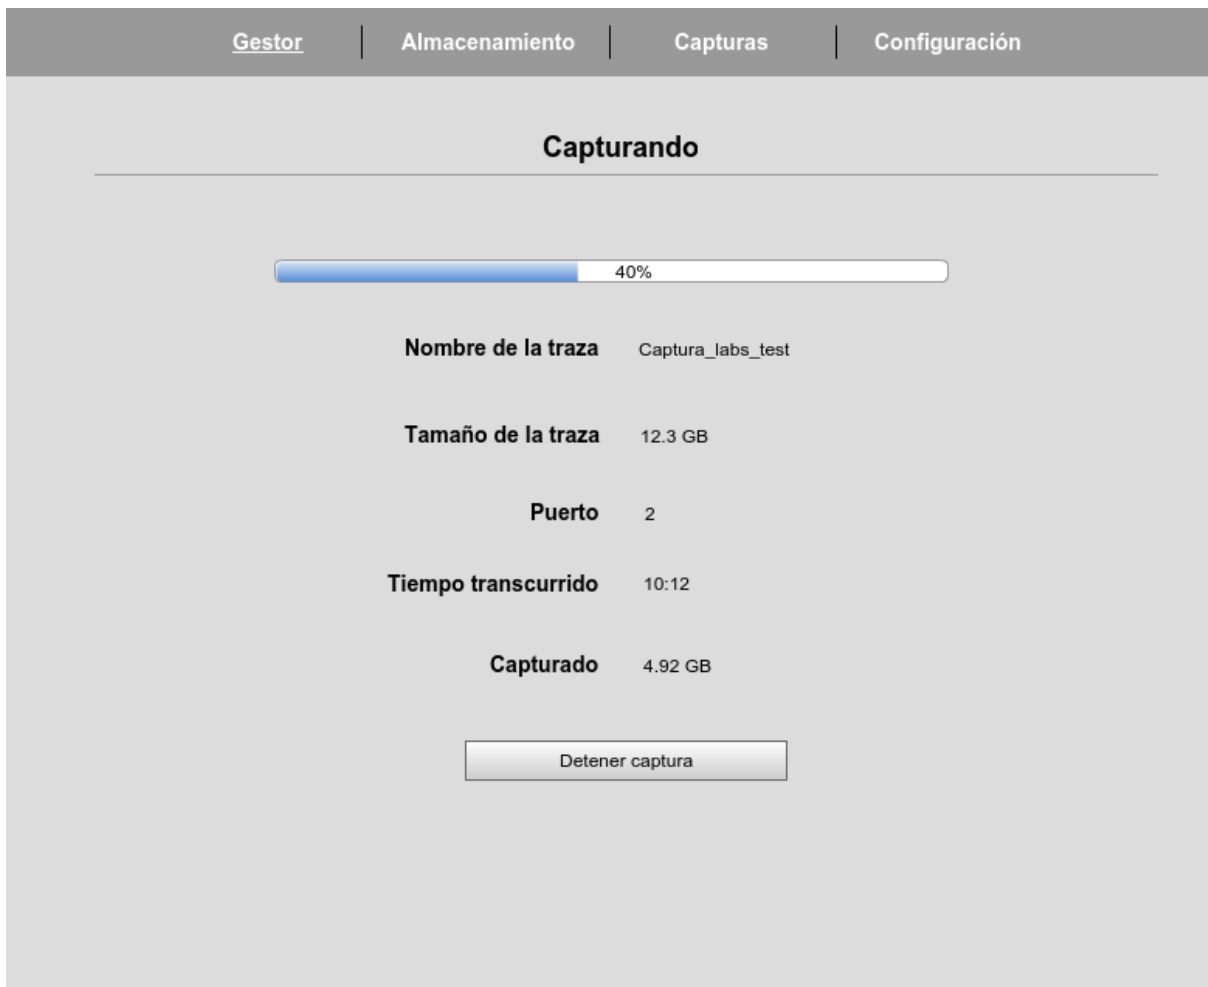 Gestor Almacenamiento Capturas Configuración
Capturando
40%
Nombre de la traza Captura_labs_test
Tamaño de la traza 12.3 GB
Puerto 2
Tiempo transcurrido 10:12
Capturado 4.92 GB
Detener captura